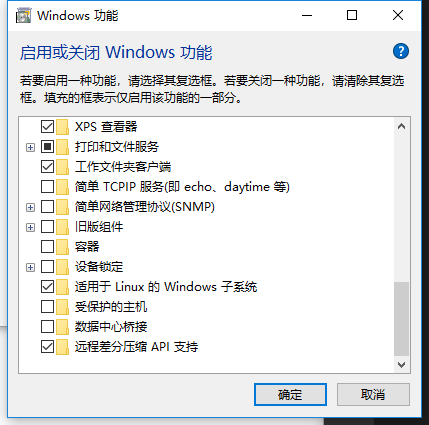 Windows 功能
启用或关闭 Windows 功能
若要启用一种功能，请选择其复选框。若要关闭一种功能，请清除其复选
框。填充的框表示仅启用该功能的一部分。
XPS 查看器
打印和文件服务
工作文件夹客户端
简单 TCPIP 服务(即 echo、daytime 等)
简单网络管理协议(SNMP)
旧版组件
容器
设备锁定
适用于 Linux 的 Windows 子系统
受保护的主机
数据中心桥接
远程差分压缩 API 支持
确定
取消